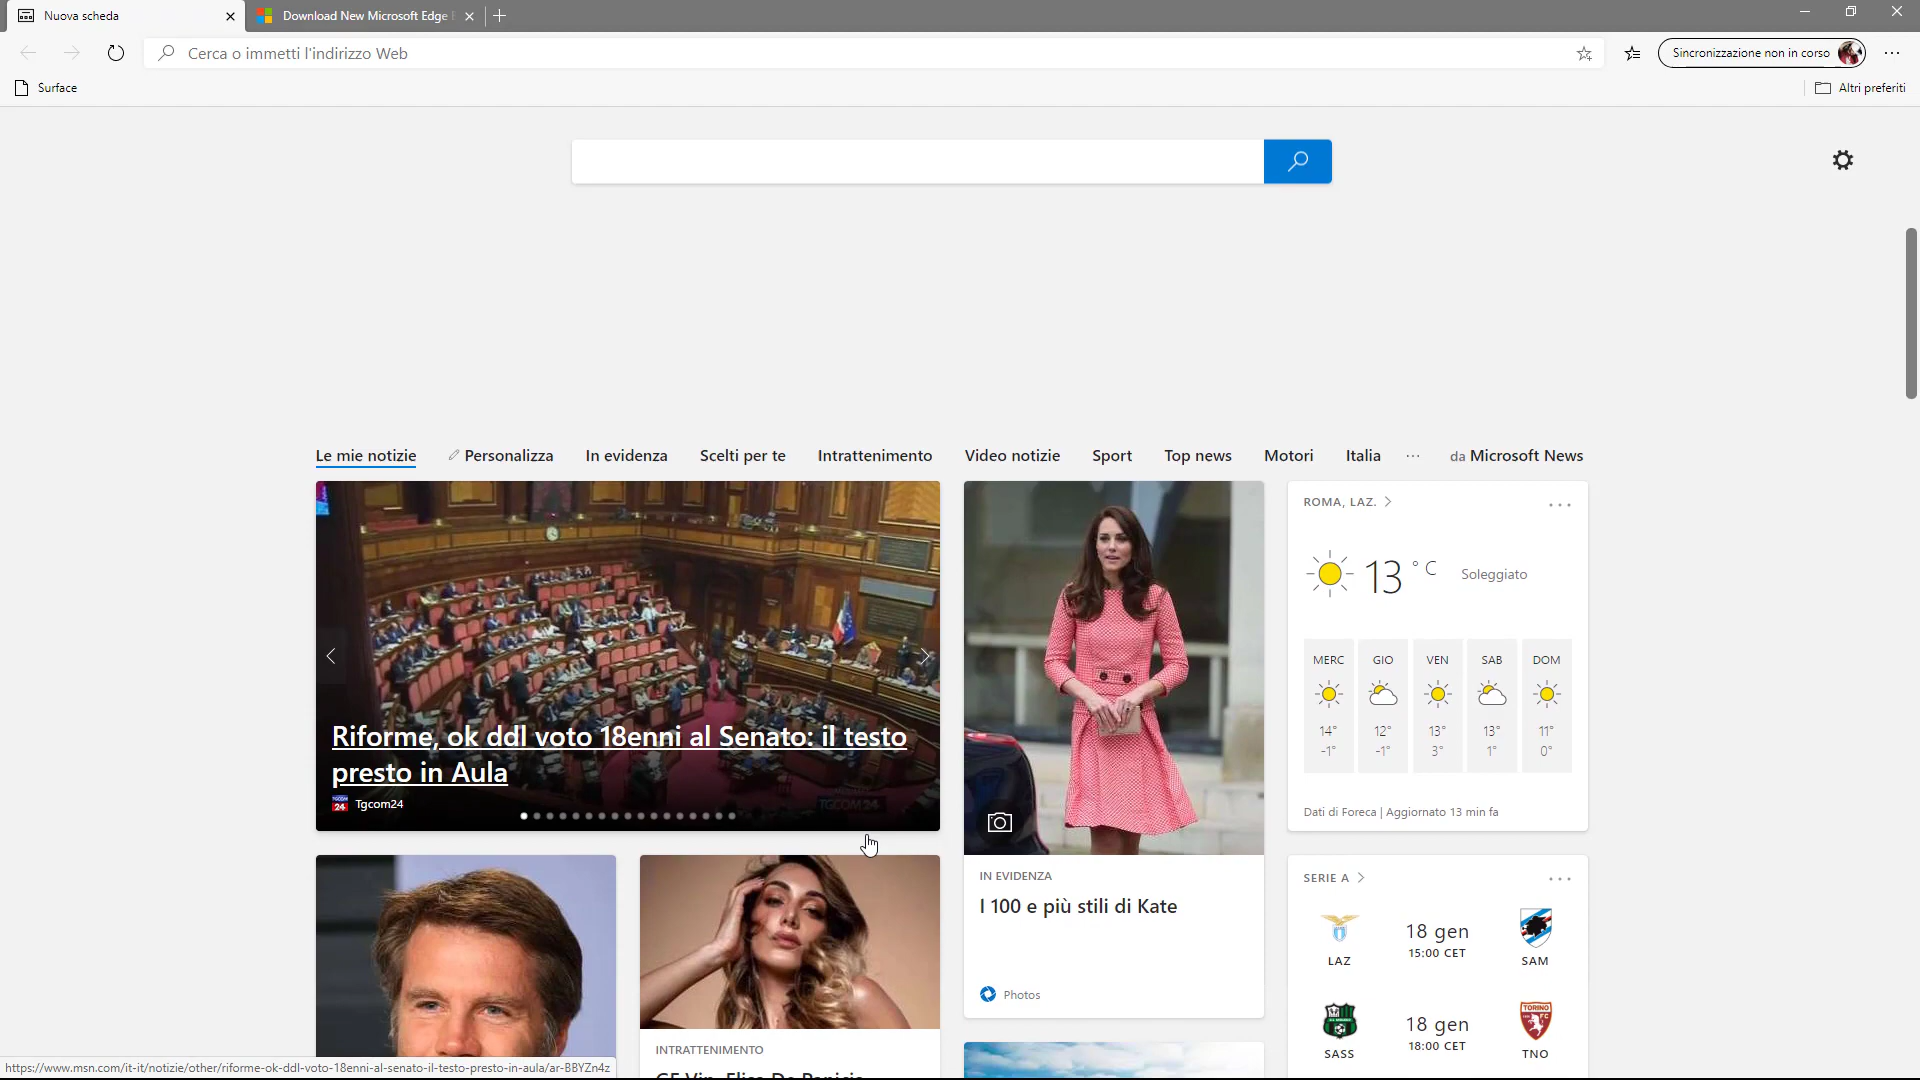 Nuova scheda
Download New Microsoft Edge
Cerca o immetti l'indirizzo Web
Sincronizzazione non in corso
Surface
Altri preferiti
Le mie notizie
Personalizza
In evidenza
Scelti per te
Intrattenimento
Video notizie
Sport
Top news
Motori
Italia
da Microsoft News
Riforme, ok ddl voto 18enni al Senato: il testo
presto in Aula
TGCOM 24
Tgcom24
TGCOM 24
IN EVIDENZA
I 100 e più stili di Kate
Photos
ROMA, LAZ.
13 °C
Soleggiato
MERC GIO VEN SAB DOM
14° 12° 13° 13° 11°
-1° -1° 3° 1° 0°
Dati di Foreca | Aggiornato 13 min fa
SERIE A
18 gen
15:00 CET
LAZ SAM
18 gen
18:00 CET
SASS TNO
TORINO
INTRATTENIMENTO
https://www.msn.com/it-it/notizie/other/riforme-ok-ddl-voto-18enni-al-senato-il-testo-presto-in-aula/ar-BBYZn4z